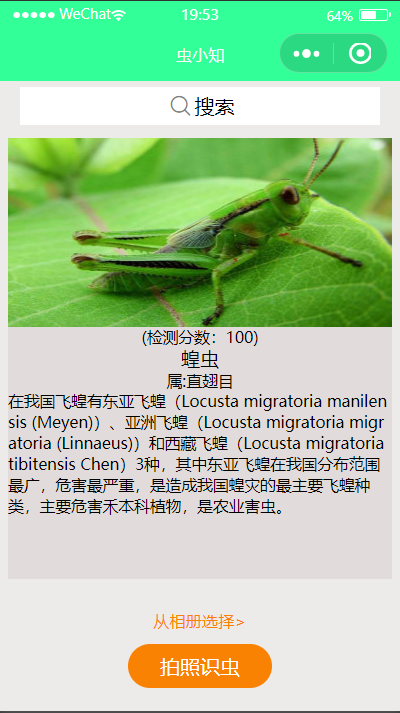 WeChat 19:53 64%
虫小知
搜索
(检测分数：100)
蝗虫
属:直翅目
在我国飞蝗有东亚飞蝗（Locusta migratoria manilen
sis (Meyen)）、亚洲飞蝗（Locusta migratoria migr
atoria (Linnaeus)）和西藏飞蝗（Locusta migratoria
tibitensis Chen）3种，其中东亚飞蝗在我国分布范围
最广，危害最严重，是造成我国蝗灾的最主要飞蝗种
类，主要危害禾本科植物，是农业害虫。
从相册选择>
拍照识虫